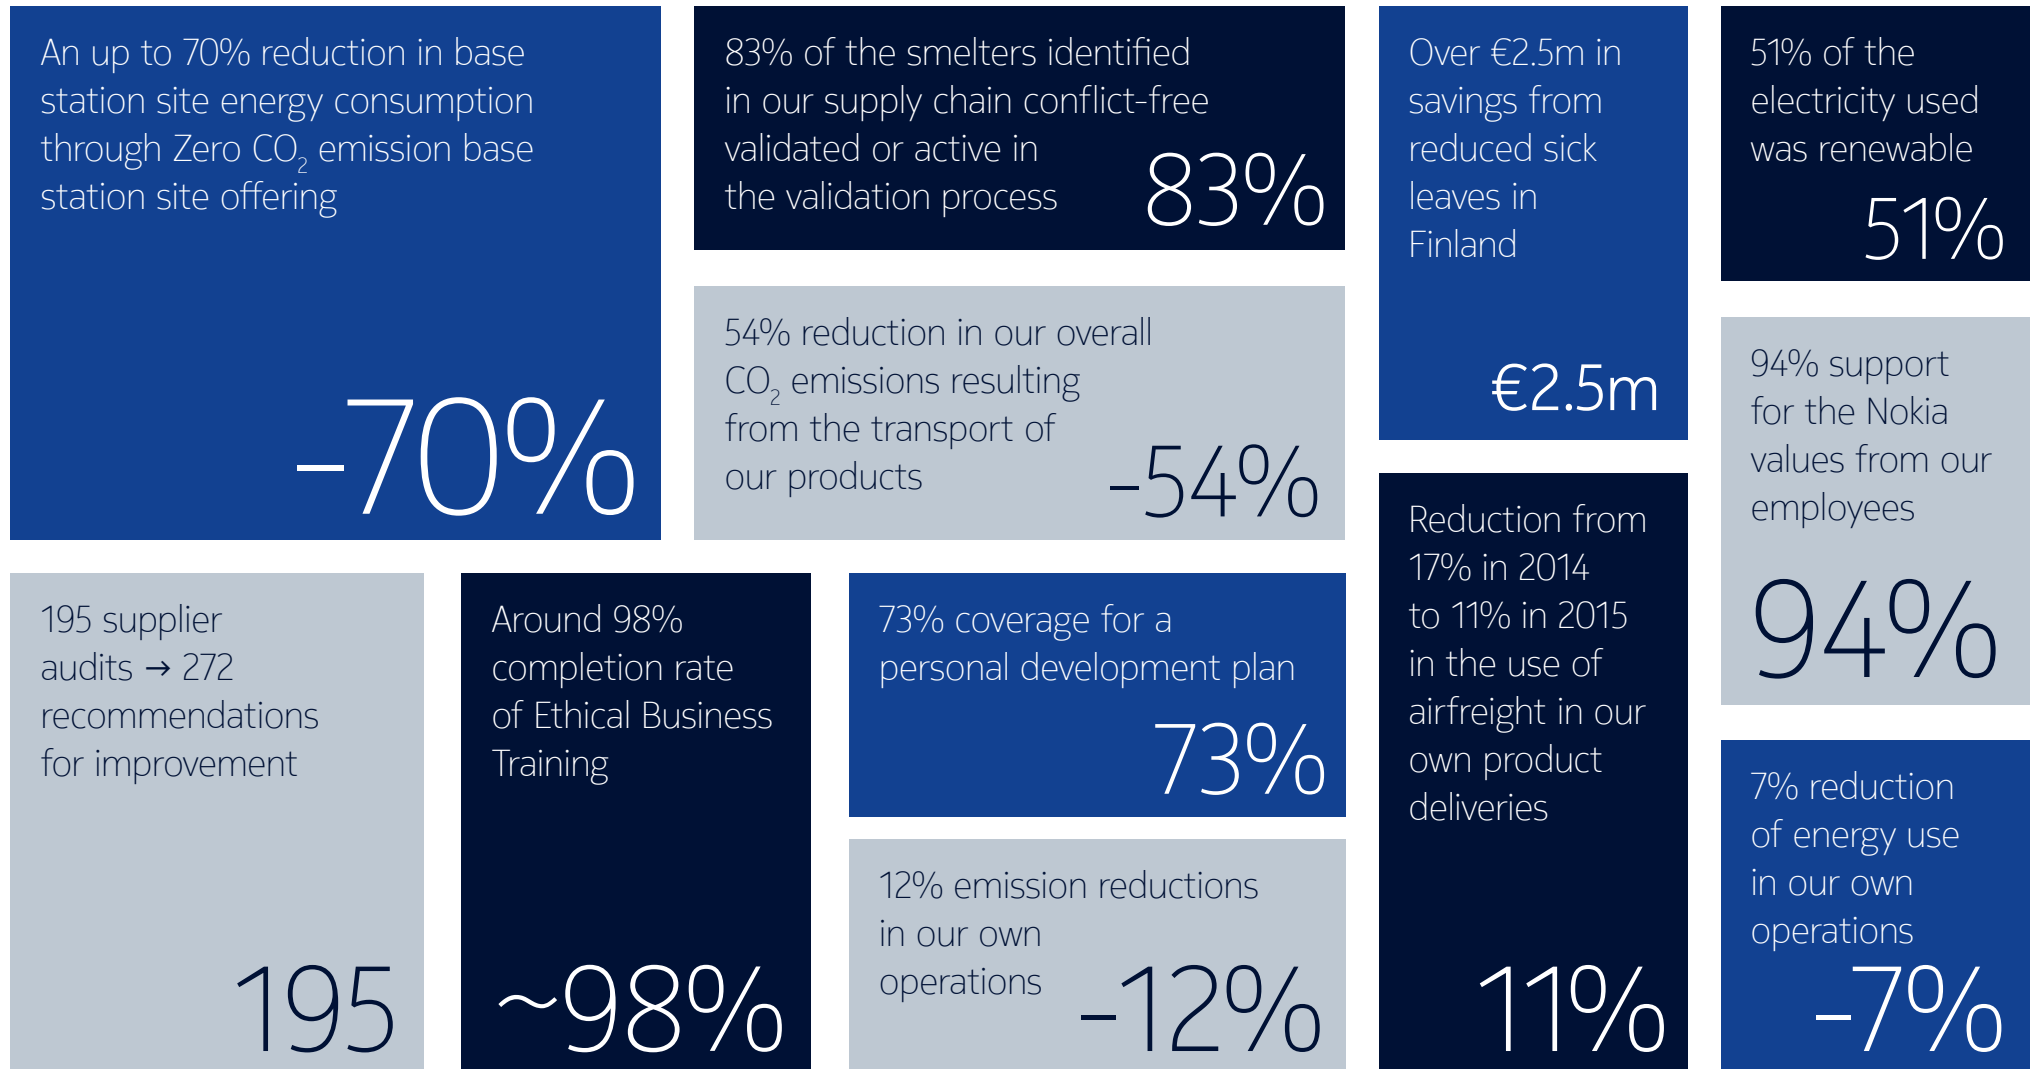 An up to 70% reduction in base
station site energy consumption
through Zero CO₂ emission base
station site offering
-70%
83% of the smelters identified
in our supply chain conflict-free
validated or active in
the validation process
83%
54% reduction in our overall
CO₂ emissions resulting
from the transport of
our products
-54%
Over €2.5m in
savings from
reduced sick
leaves in
Finland
€2.5m
51% of the
electricity used
was renewable
51%
94% support
for the Nokia
values from our
employees
94%
195 supplier
audits → 272
recommendations
for improvement
195
Around 98%
completion rate
of Ethical Business
Training
~98%
73% coverage for a
personal development plan
73%
12% emission reductions
in our own
operations
-12%
Reduction from
17% in 2014
to 11% in 2015
in the use of
airfreight in our
own product
deliveries
11%
7% reduction
of energy use
in our own
operations
-7%